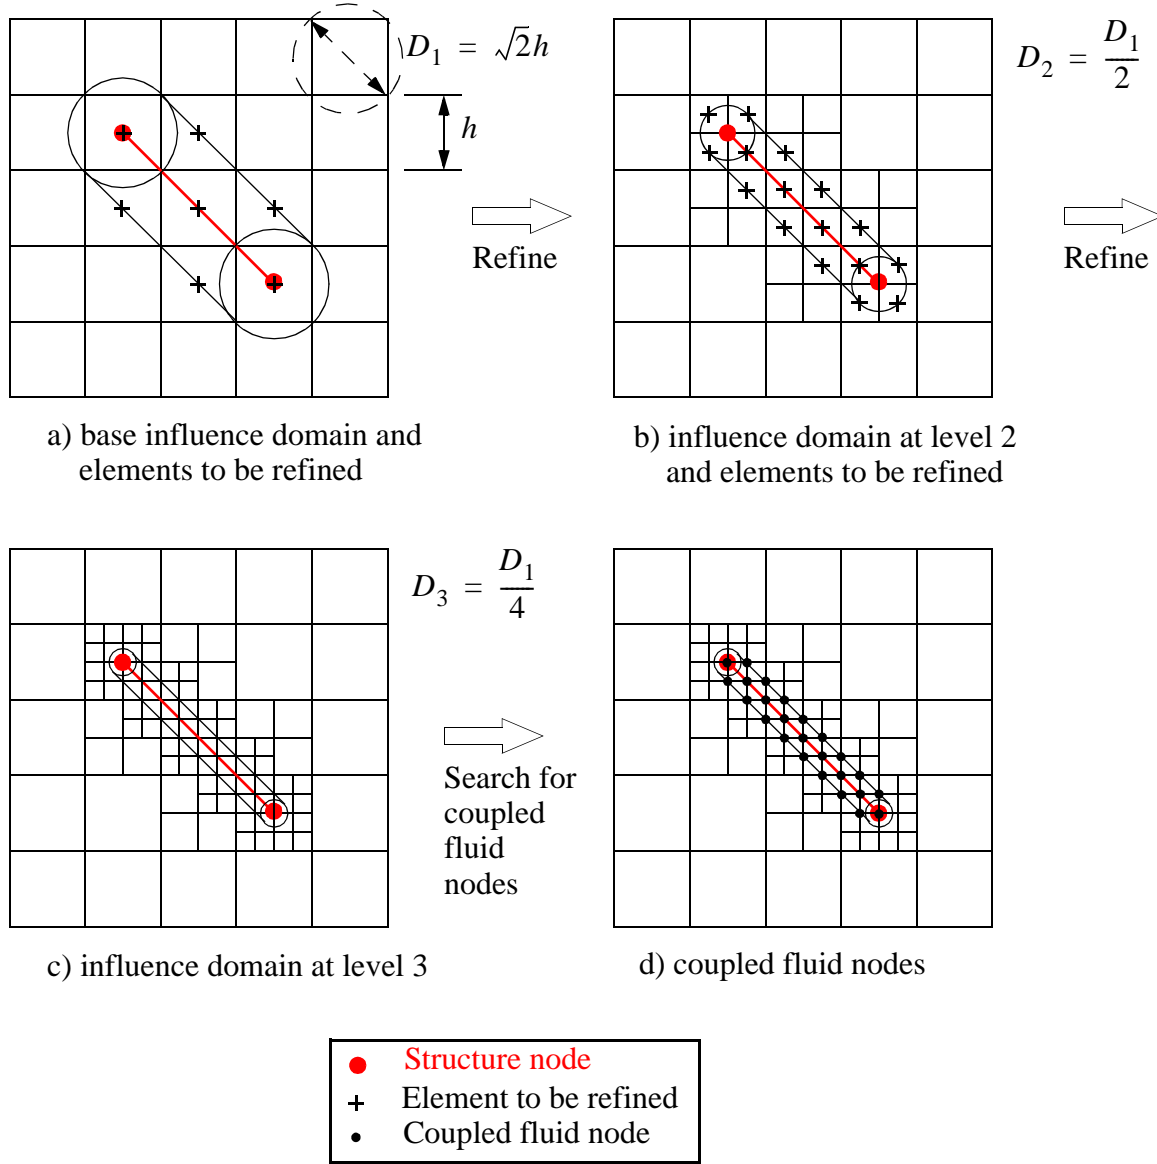 D₁ = √2h
h
Refine
a) base influence domain and
elements to be refined
D₂ = D₁/2
Refine
b) influence domain at level 2
and elements to be refined
D₃ = D₁/4
Search for
coupled
fluid
nodes
c) influence domain at level 3
d) coupled fluid nodes
Structure node
Element to be refined
Coupled fluid node